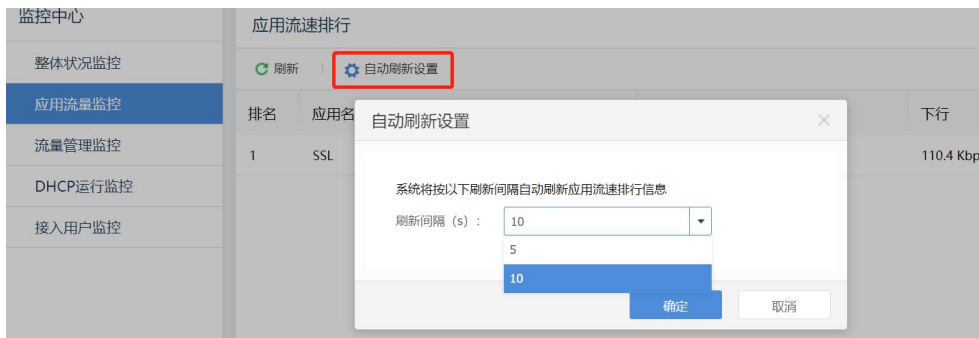 监控中心
整体状况监控
应用流量监控
流量管理监控
DHCP运行监控
接入用户监控
应用流速排行
刷新 自动刷新设置
排名 应用名 下行
1 SSL 110.4 Kbp
自动刷新设置
系统将按以下刷新间隔自动刷新应用流速排行信息
刷新间隔（s）： 10
5
10
确定 取消